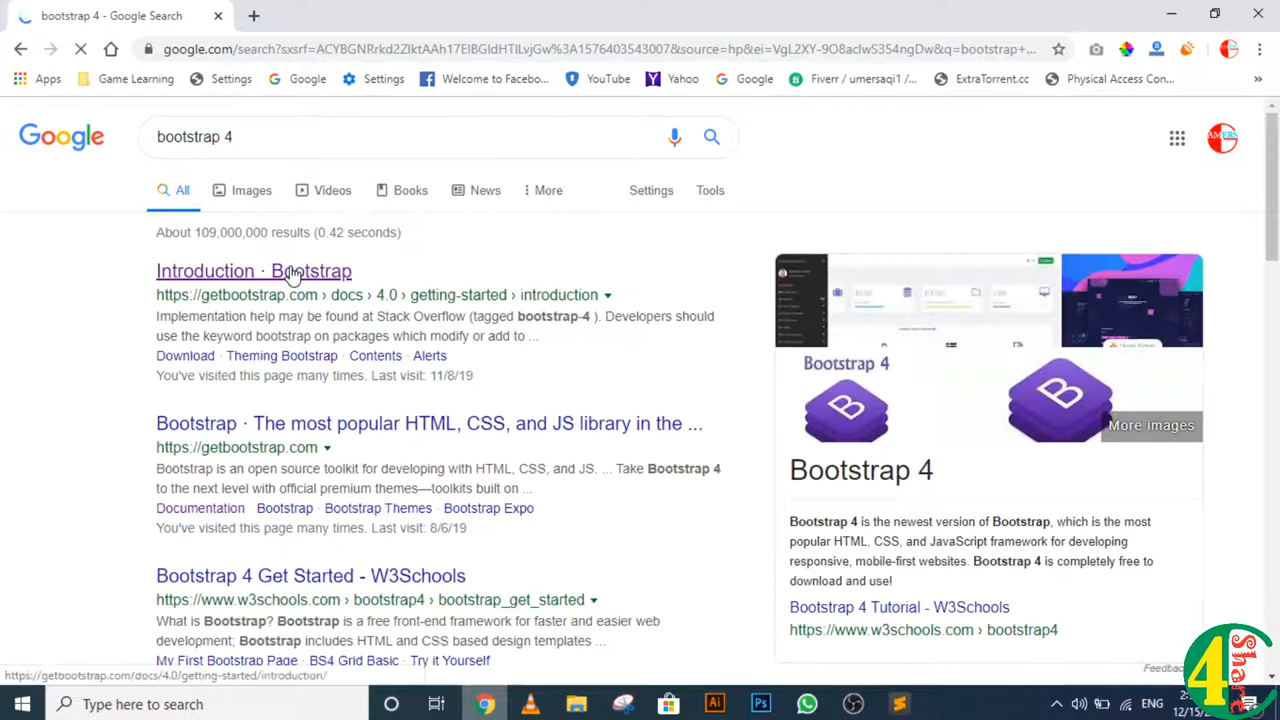 bootstrap 4 - Google Search
google.com/search?sxsrf=ACYBGNRrkd2ZIktAAh17ElBGIdHTILvjGw%3A1576403543007&source=hp&ei=VgL2XY-9O8aclwS354ngDw&q=bootstrap+...
Apps Game Learning Settings Google Settings Welcome to Facebo... YouTube Yahoo Google Fiverr / umersaqi1 /... ExtraTorrent.cc Physical Access Con... »
Google bootstrap 4
All Images Videos Books News More Settings Tools
About 109,000,000 results (0.42 seconds)
Introduction · Bootstrap
https://getbootstrap.com › docs › 4.0 › getting-started › introduction
Implementation help may be found at Stack Overflow (tagged bootstrap-4 ). Developers should
use the keyword bootstrap on packages which modify or add to ...
Download · Theming Bootstrap · Contents · Alerts
You've visited this page many times. Last visit: 11/8/19
Bootstrap · The most popular HTML, CSS, and JS library in the ...
https://getbootstrap.com
Bootstrap is an open source toolkit for developing with HTML, CSS, and JS. ... Take Bootstrap 4
to the next level with official premium themes—toolkits built on ...
Documentation · Bootstrap · Bootstrap Themes · Bootstrap Expo
You've visited this page many times. Last visit: 8/6/19
Bootstrap 4 Get Started - W3Schools
https://www.w3schools.com › bootstrap4 › bootstrap_get_started
What is Bootstrap? Bootstrap is a free front-end framework for faster and easier web
development; Bootstrap includes HTML and CSS based design templates ...
My First Bootstrap Page · BS4 Grid Basic · Try it Yourself
Bootstrap 4
B
B
More images
Bootstrap 4
Bootstrap 4 is the newest version of Bootstrap, which is the most
popular HTML, CSS, and JavaScript framework for developing
responsive, mobile-first websites. Bootstrap 4 is completely free to
download and use!
Bootstrap 4 Tutorial - W3Schools
https://www.w3schools.com › bootstrap4
Feedback
https://getbootstrap.com/docs/4.0/getting-started/introduction/
Type here to search
Ai Ps ENG
4 Share